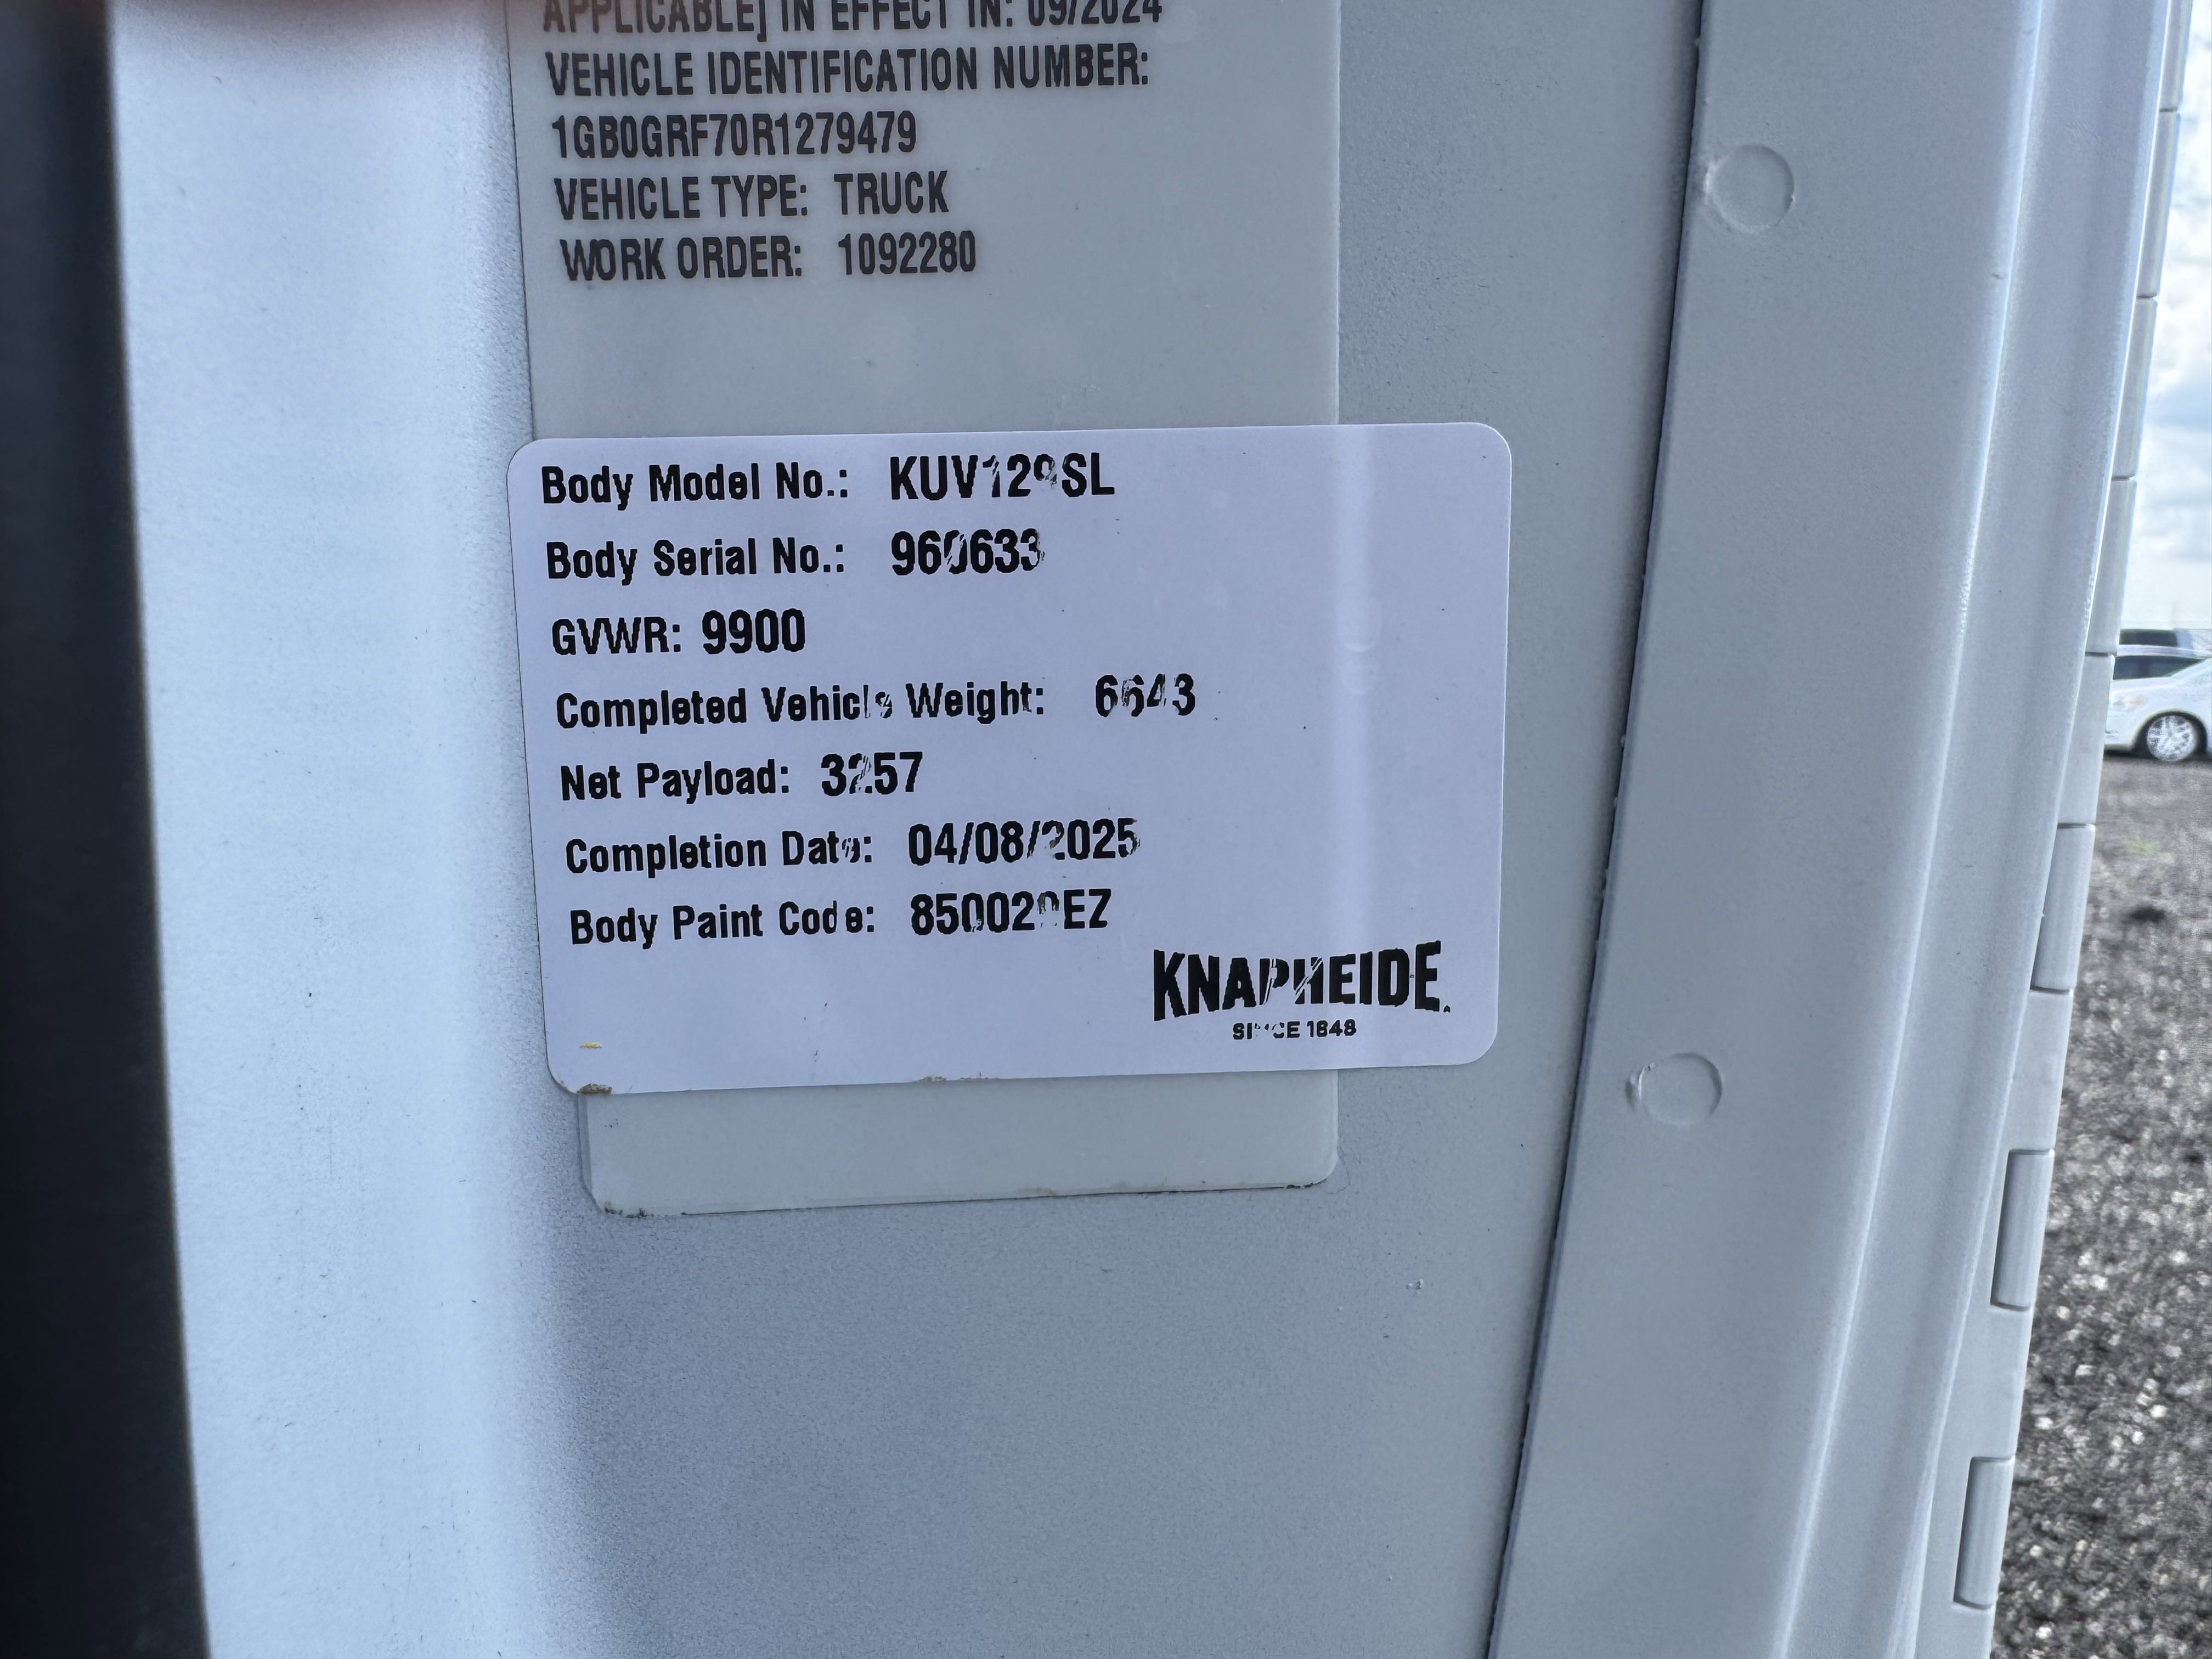 APPLICABLE] IN EFFECT IN: 09/2024
VEHICLE IDENTIFICATION NUMBER:
1GB0GRF70R1279479
VEHICLE TYPE: TRUCK
WORK ORDER: 1092280
Body Model No.: KUV129SL
Body Serial No.: 960633
GVWR: 9900
Completed Vehicle Weight: 6643
Net Payload: 3257
Completion Date: 04/08/2025
Body Paint Code:
KNAPHEIDE
SINCE 1848